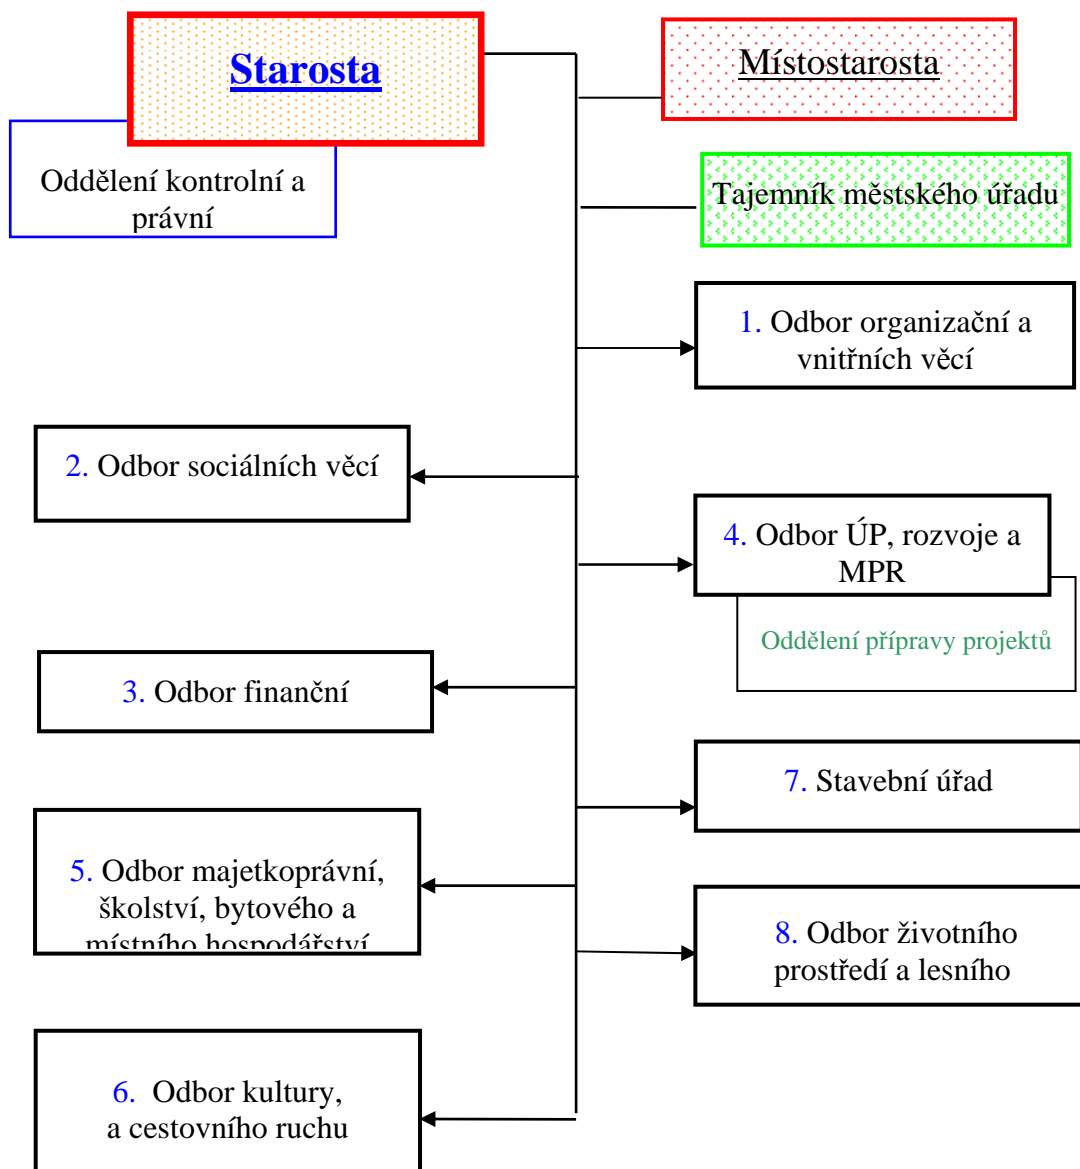 Starosta
Místostarosta
Oddělení kontrolní a
právní
Tajemník městského úřadu
1. Odbor organizační a
vnitřních věcí
2. Odbor sociálních věcí
4. Odbor ÚP, rozvoje a
MPR
Oddělení přípravy projektů
3. Odbor finanční
7. Stavební úřad
5. Odbor majetkoprávní,
školství, bytového a
místního hospodářství
8. Odbor životního
prostředí a lesního
6. Odbor kultury,
a cestovního ruchu